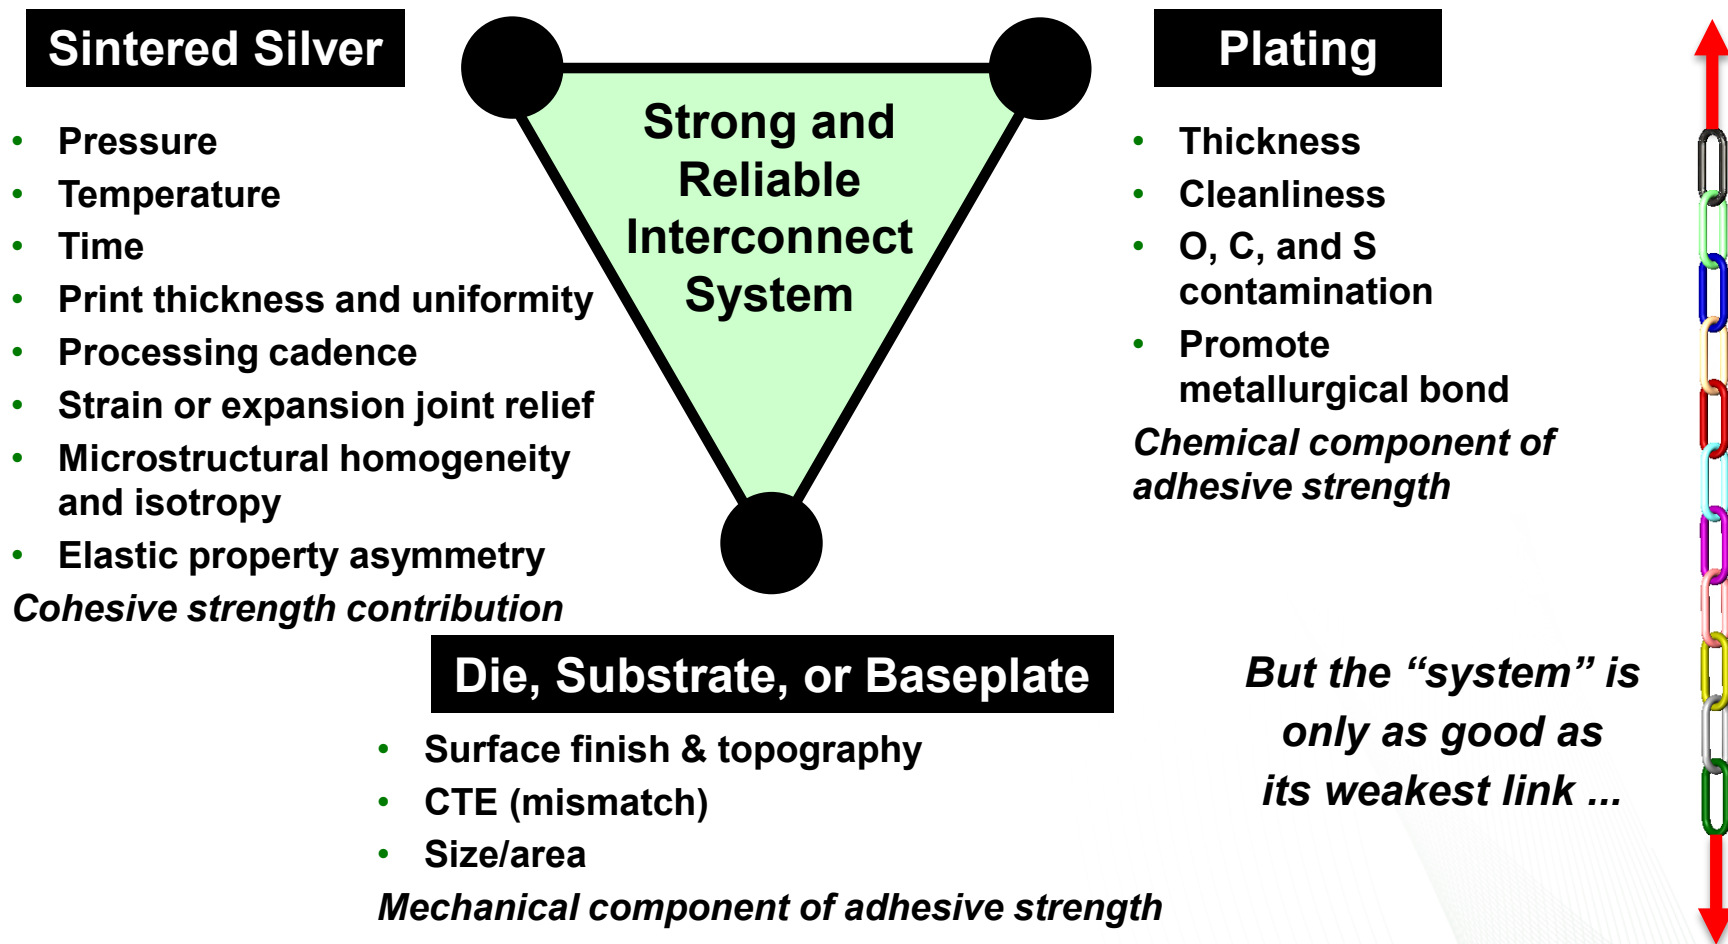 Sintered Silver
• Pressure
• Temperature
• Time
• Print thickness and uniformity
• Processing cadence
• Strain or expansion joint relief
• Microstructural homogeneity
and isotropy
• Elastic property asymmetry
Cohesive strength contribution
Strong and
Reliable
Interconnect
System
Plating
• Thickness
• Cleanliness
• O, C, and S
contamination
• Promote
metallurgical bond
Chemical component of
adhesive strength
Die, Substrate, or Baseplate
• Surface finish & topography
• CTE (mismatch)
• Size/area
Mechanical component of adhesive strength
But the “system” is
only as good as
its weakest link ...